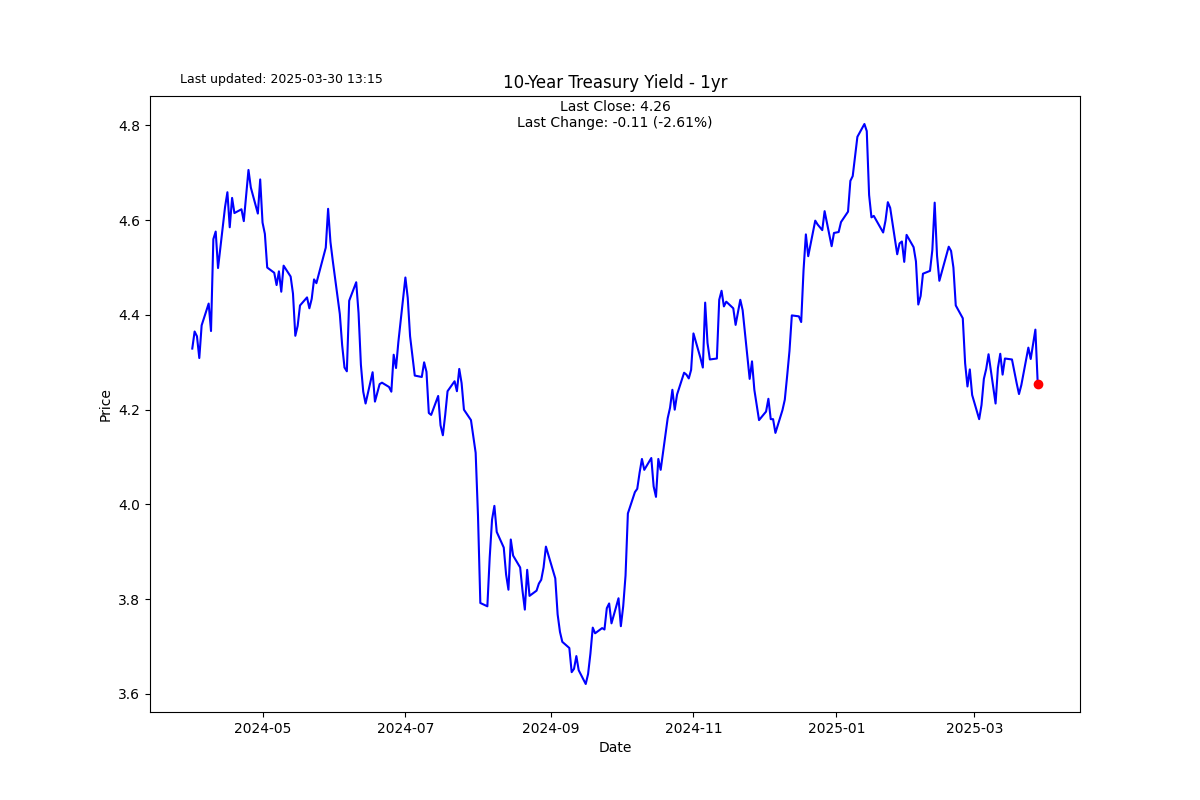 Last updated: 2025-03-30 13:15
10-Year Treasury Yield - 1yr
Last Close: 4.26
Last Change: -0.11 (-2.61%)
4.8
4.6
4.4
4.2
4.0
3.8
3.6
Price
2024-05
2024-07
2024-09
2024-11
2025-01
2025-03
Date